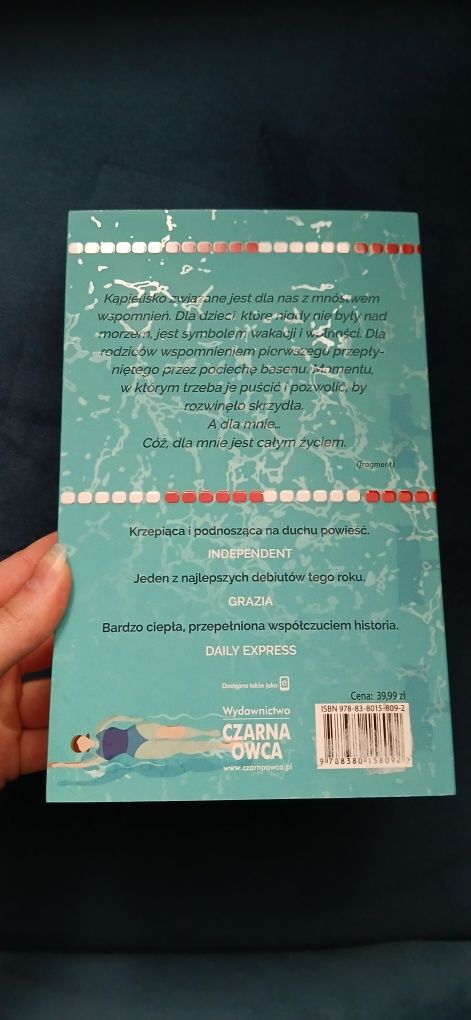 Kąpielisko związane jest dla nas z mnóstwem
wspomnień. Dla dzieci, które nigdy nie były nad
morzem, jest symbolem wakacji i wolności. Dla
rodziców wspomnieniem pierwszego przepły-
niętego przez pociechę basenu. Momentu,
w którym trzeba je puścić i pozwolić, by
rozwinęło skrzydła.
A dla mnie...
Cóż, dla mnie jest całym życiem.
(fragment)
Krzepiąca i podnosząca na duchu powieść.
INDEPENDENT
Jeden z najlepszych debiutów tego roku.
GRAZIA
Bardzo ciepła, przepełniona współczuciem historia.
DAILY EXPRESS
Dostępna także jako e
Wydawnictwo
CZARNA
OWCA
www.czarnaowca.pl
Cena: 39,99 zł
ISBN 978-83-8015-809-2
9 788380 158092